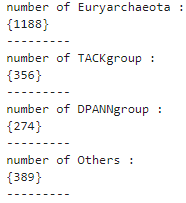 number of Euryarchaeota :
{1188}
---------
number of TACKgroup :
{356}
---------
number of DPANNgroup :
{274}
---------
number of Others :
{389}
---------